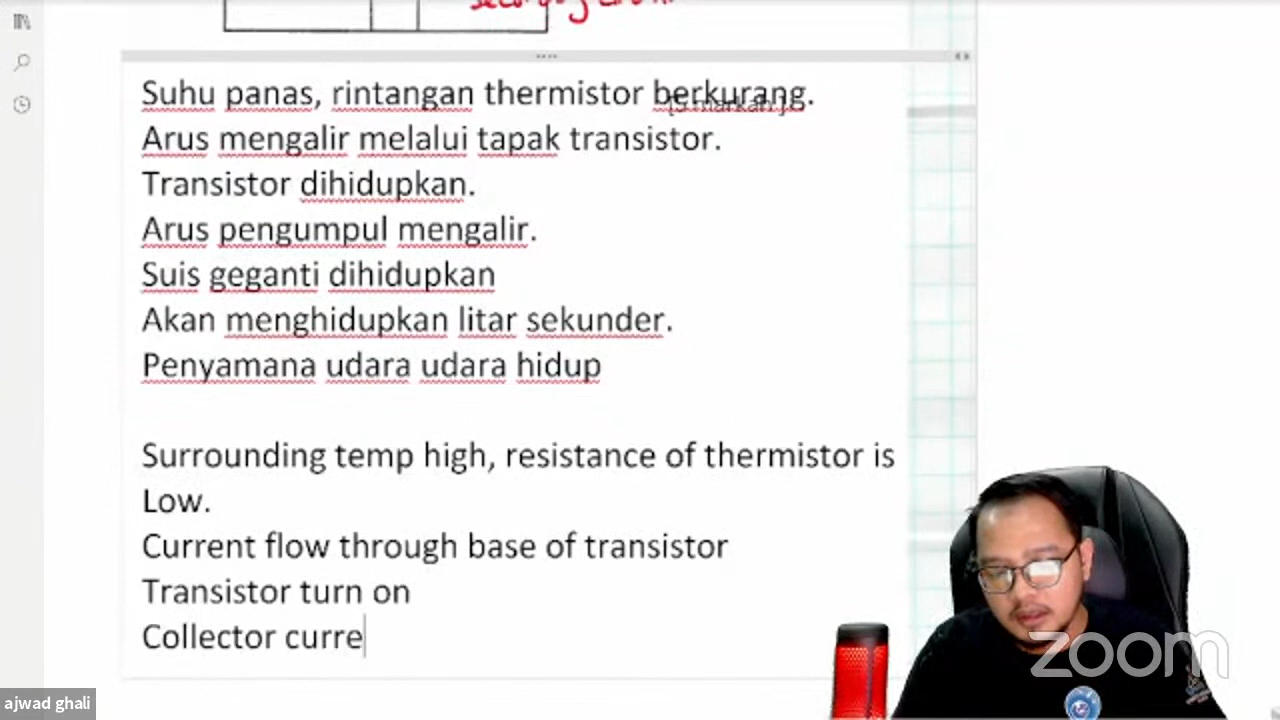 Suhu panas, rintangan thermistor berkurang.
Arus mengalir melalui tapak transistor.
Transistor dihidupkan.
Arus pengumpul mengalir.
Suis geganti dihidupkan
Akan menghidupkan litar sekunder.
Penyamana udara udara hidup
Surrounding temp high, resistance of thermistor is
Low.
Current flow through base of transistor
Transistor turn on
Collector curre
zoom
ajwad ghali